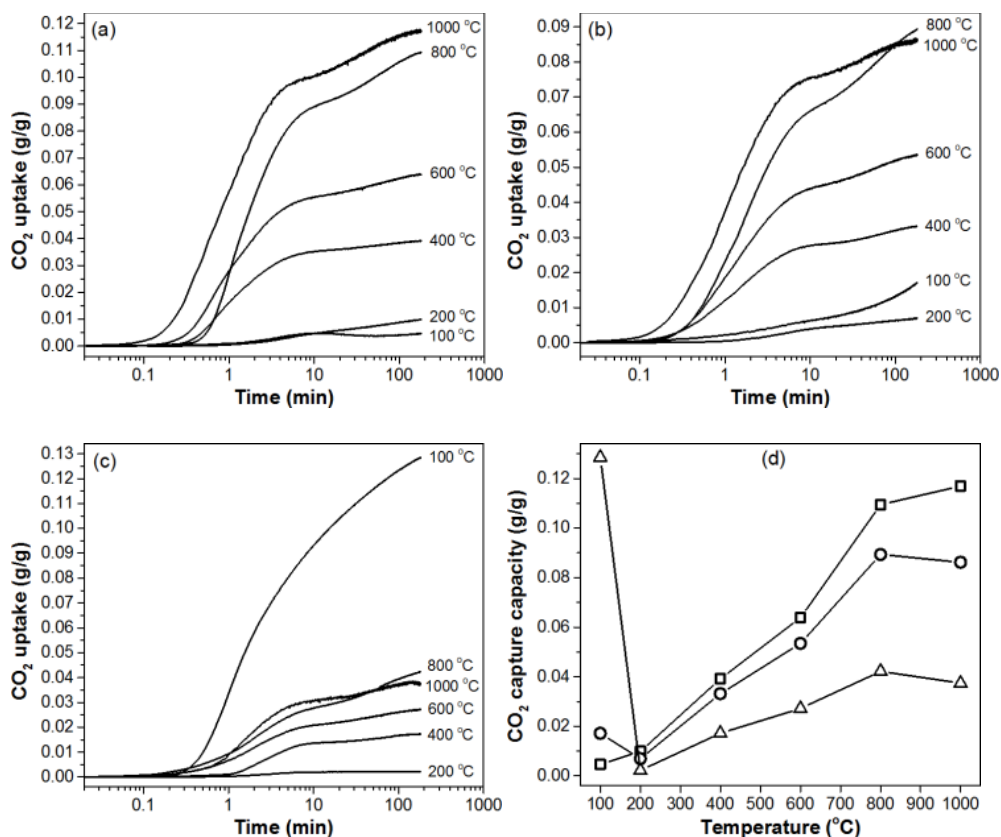 (a)
CO₂ uptake (g/g)
0.12
0.11
0.10
0.09
0.08
0.07
0.06
0.05
0.04
0.03
0.02
0.01
0.00
1000 °C
800 °C
600 °C
400 °C
200 °C
100 °C
0.1 1 10 100 1000
Time (min)
(b)
CO₂ uptake (g/g)
0.09
0.08
0.07
0.06
0.05
0.04
0.03
0.02
0.01
0.00
800 °C
1000 °C
600 °C
400 °C
100 °C
200 °C
0.1 1 10 100 1000
Time (min)
(c)
CO₂ uptake (g/g)
0.13
0.12
0.11
0.10
0.09
0.08
0.07
0.06
0.05
0.04
0.03
0.02
0.01
0.00
100 °C
800 °C
1000 °C
600 °C
400 °C
200 °C
0.1 1 10 100 1000
Time (min)
(d)
CO₂ capture capacity (g/g)
0.12
0.10
0.08
0.06
0.04
0.02
0.00
100 200 300 400 500 600 700 800 900 1000
Temperature (°C)